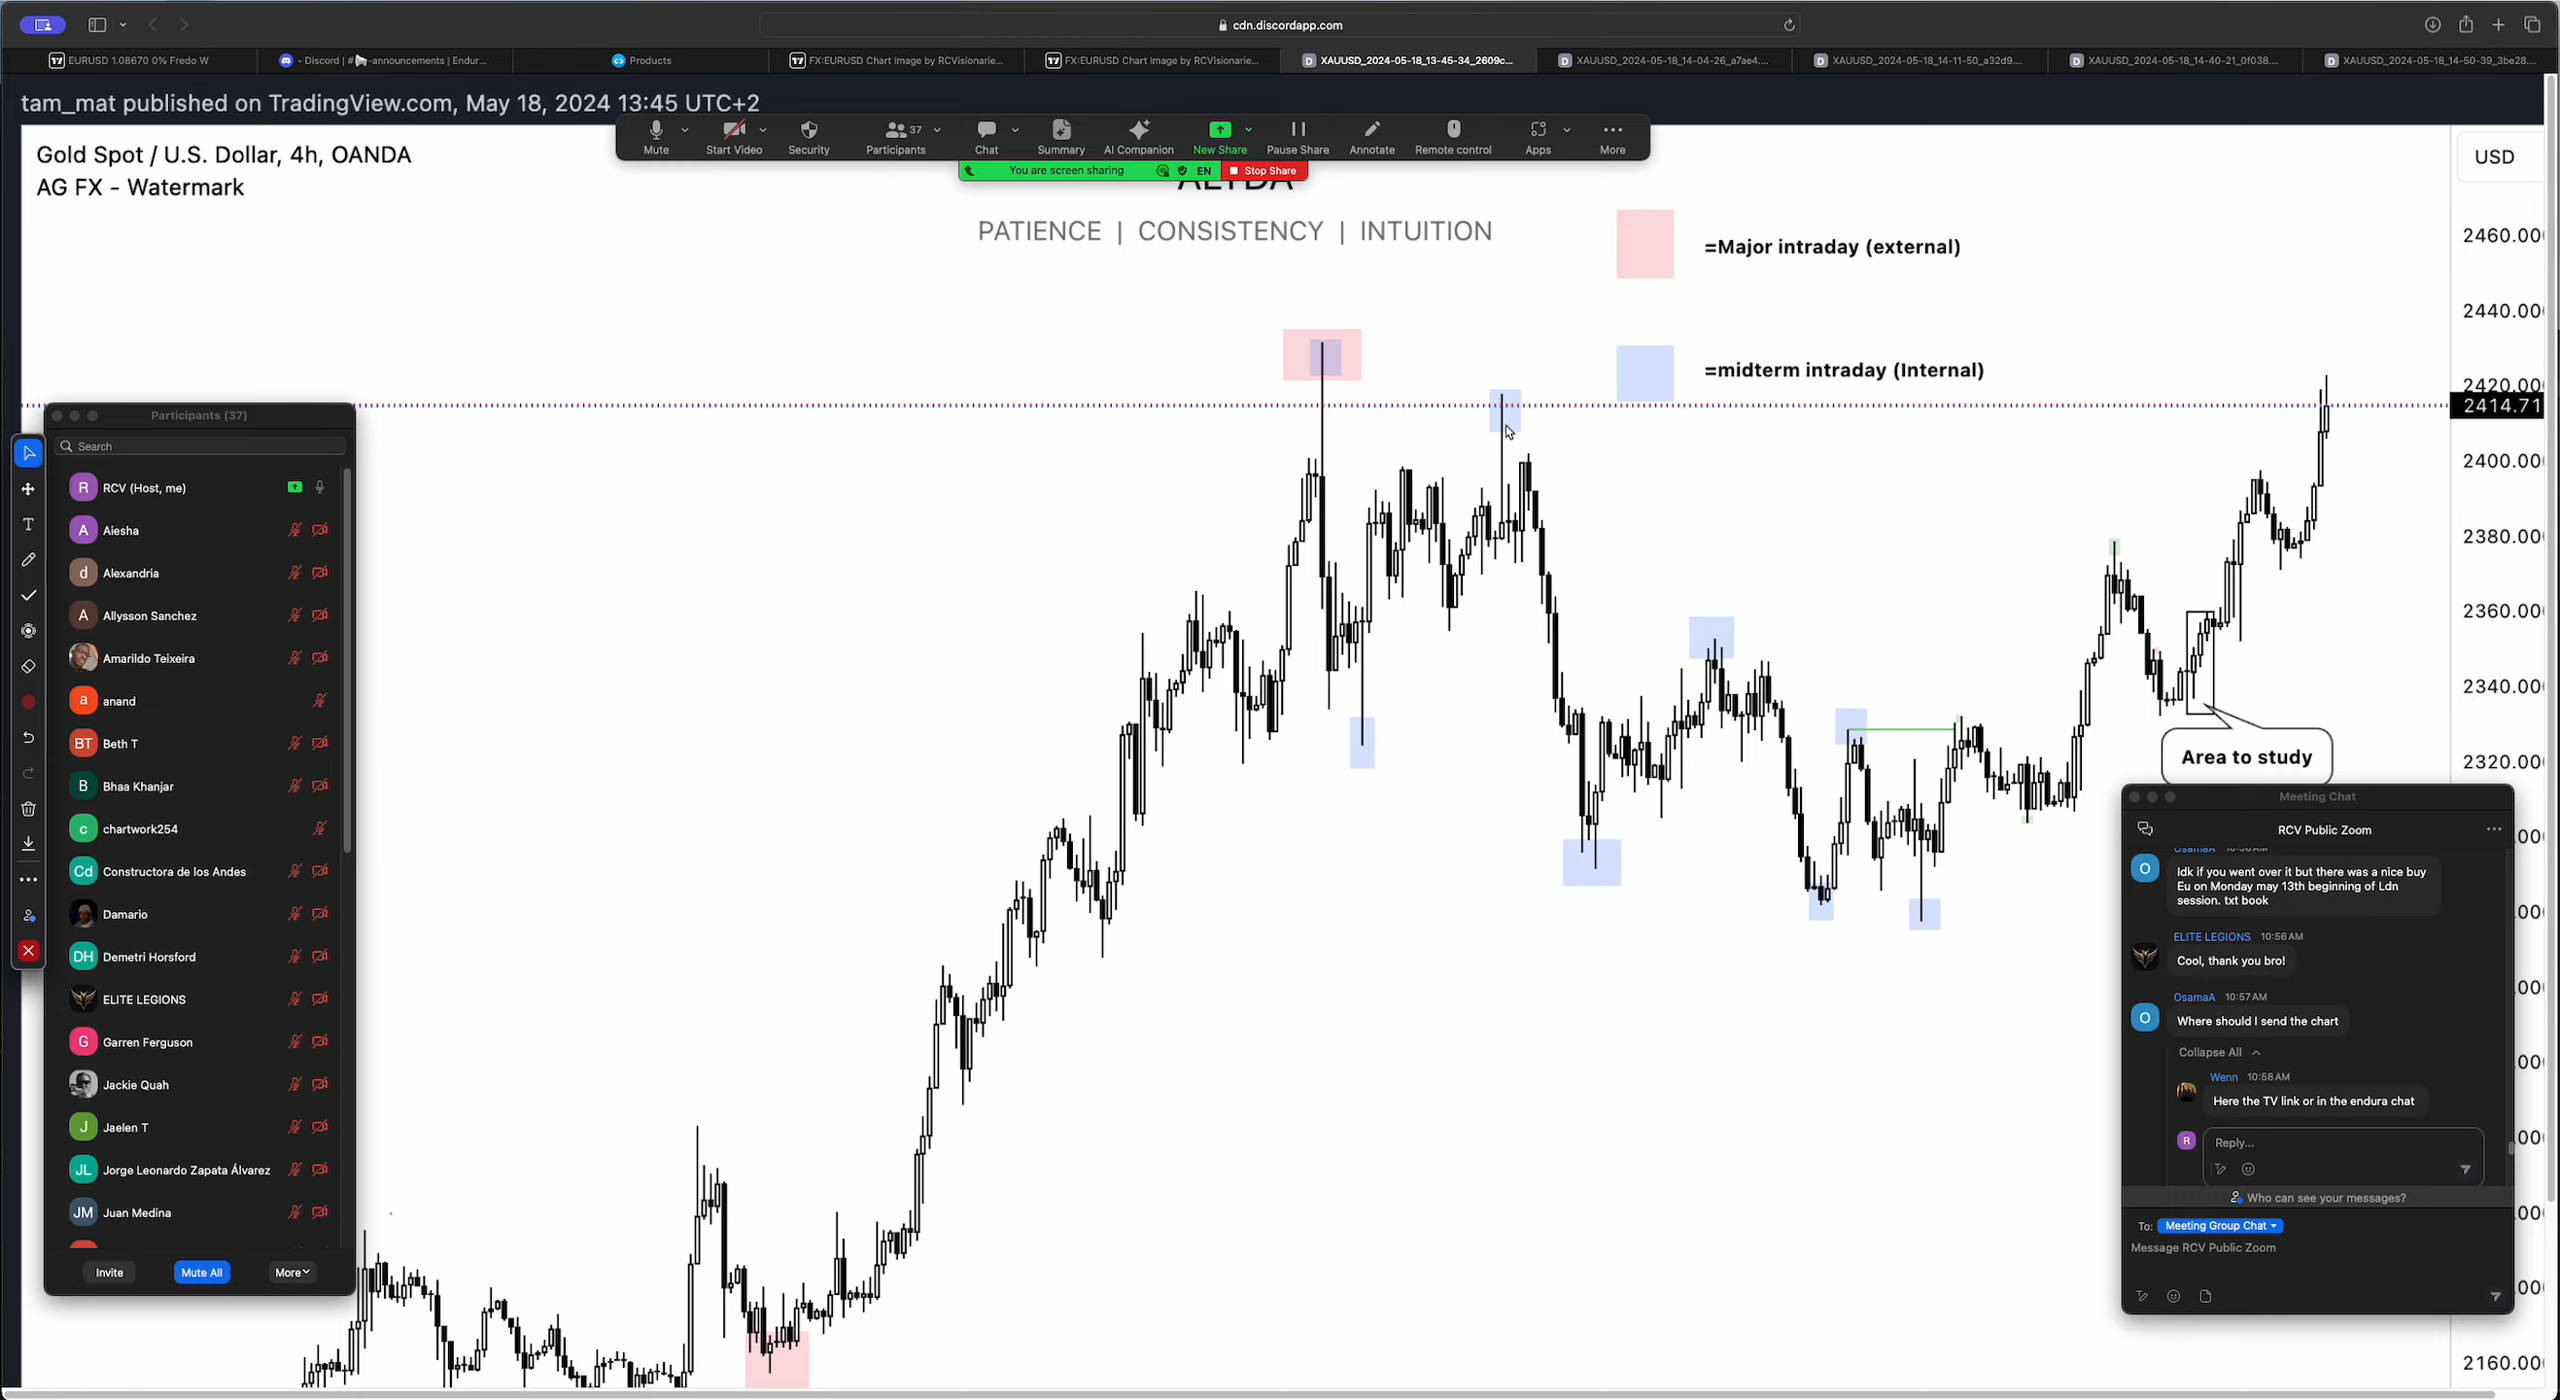 cdn.discordapp.com
EURUSD 1.08670 0% Fredo W
- Discord | #
-announcements | Endur...
Products
FX:EURUSD Chart Image by RCVisionarie...
FX:EURUSD Chart Image by RCVisionarie...
XAUUSD_2024-05-18_13-45-34_2609c...
XAUUSD_2024-05-18_14-04-26_a7ae4....
XAUUSD_2024-05-18_14-11-50_a32d9....
XAUUSD_2024-05-18_14-40-21_0f038....
XAUUSD_2024-05-18_14-50-39_3be28....
tam_mat published on TradingView.com, May 18, 2024 13:45 UTC+2
Gold Spot / U.S. Dollar, 4h, OANDA
AG FX - Watermark
37
Mute
Start Video
Security
Participants
Chat
Summary
AI Companion
New Share
Pause Share
Annotate
Remote control
Apps
More
You are screen sharing
EN
Stop Share
PATIENCE | CONSISTENCY | INTUITION
=Major intraday (external)
=midterm intraday (Internal)
Area to study
USD
2460.00
2440.00
2420.00
2414.71
2400.00
2380.00
2360.00
2340.00
2320.00
2160.00
Participants (37)
Search
R RCV (Host, me)
A Aiesha
d Alexandria
A Allysson Sanchez
Amarildo Teixeira
a anand
BT Beth T
B Bhaa Khanjar
c chartwork254
Cd Constructora de los Andes
Damario
DH Demetri Horsford
ELITE LEGIONS
G Garren Ferguson
Jackie Quah
J Jaelen T
JL Jorge Leonardo Zapata Álvarez
JM Juan Medina
Invite
Mute All
More
Meeting Chat
RCV Public Zoom
O
Idk if you went over it but there was a nice buy
Eu on Monday may 13th beginning of Ldn
session. txt book
ELITE LEGIONS 10:56 AM
Cool, thank you bro!
OsamaA 10:57 AM
O
Where should I send the chart
Collapse All
Wenn 10:58 AM
Here the TV link or in the endura chat
R
Reply...
Who can see your messages?
To: Meeting Group Chat
Message RCV Public Zoom